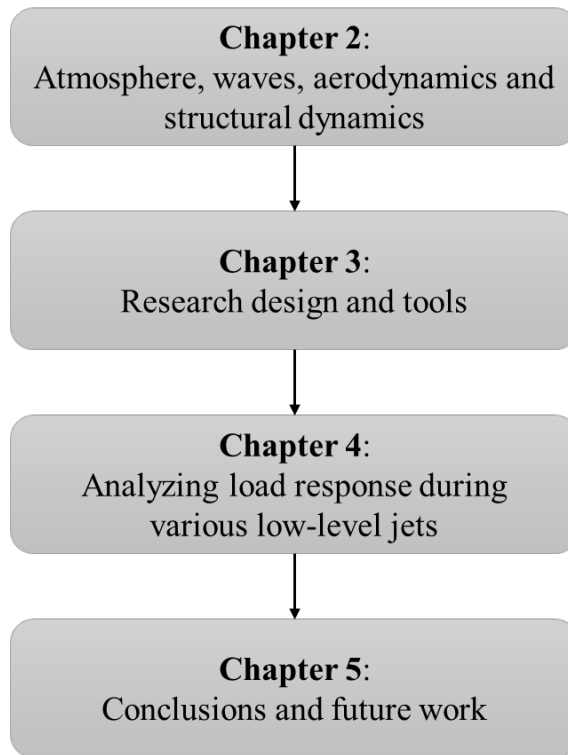 Chapter 2:
Atmosphere, waves, aerodynamics and
structural dynamics
Chapter 3:
Research design and tools
Chapter 4:
Analyzing load response during
various low-level jets
Chapter 5:
Conclusions and future work